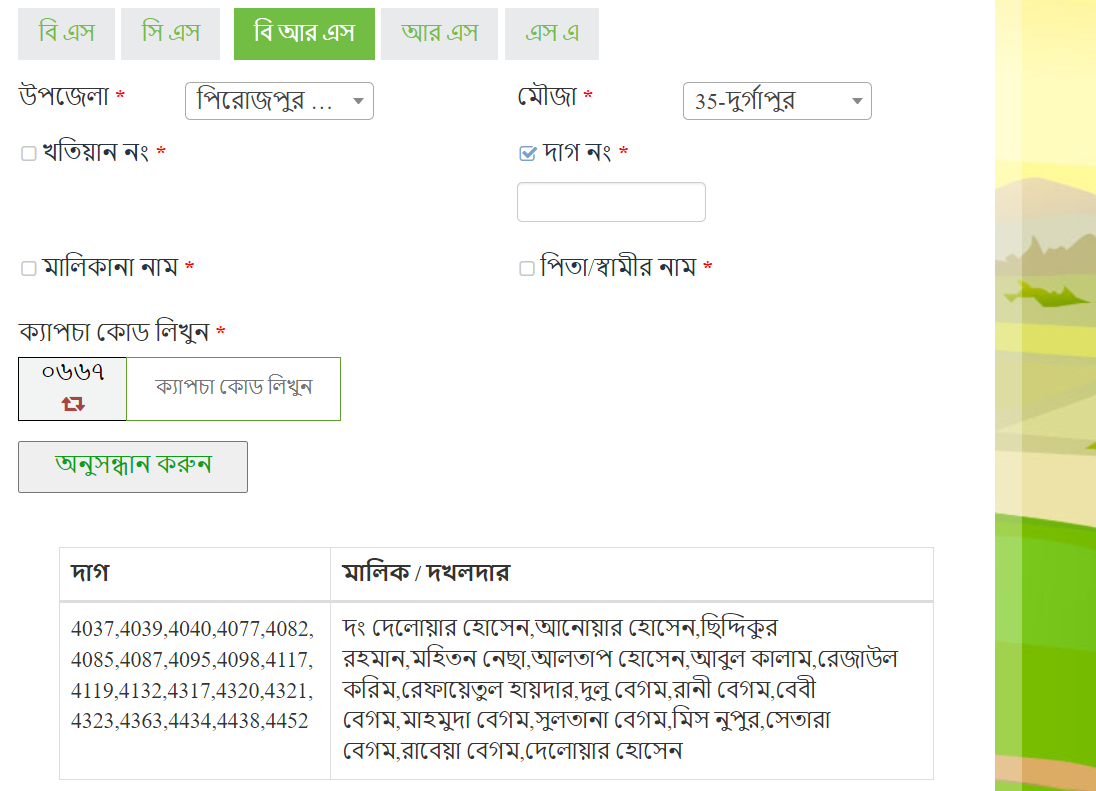 বি এস সি এস বি আর এস আর এস এস এ
উপজেলা * পিরোজপুর ... মৌজা * 35-দুর্গাপুর
খতিয়ান নং * দাগ নং *
মালিকানা নাম * পিতা/স্বামীর নাম *
ক্যাপচা কোড লিখুন *
০৬৬৭ ক্যাপচা কোড লিখুন
অনুসন্ধান করুন
দাগ মালিক / দখলদার
4037,4039,4040,4077,4082, দং দেলোয়ার হোসেন,আনোয়ার হোসেন,ছিদ্দিকুর
4085,4087,4095,4098,4117, রহমান,মহিতন নেছা,আলতাপ হোসেন,আবুল কালাম,রেজাউল
4119,4132,4317,4320,4321, করিম,রেফায়েতুল হায়দার,দুলু বেগম,রানী বেগম,বেবী
4323,4363,4434,4438,4452 বেগম,মাহমুদা বেগম,সুলতানা বেগম,মিস নুপুর,সেতারা
বেগম,রাবেয়া বেগম,দেলোয়ার হোসেন